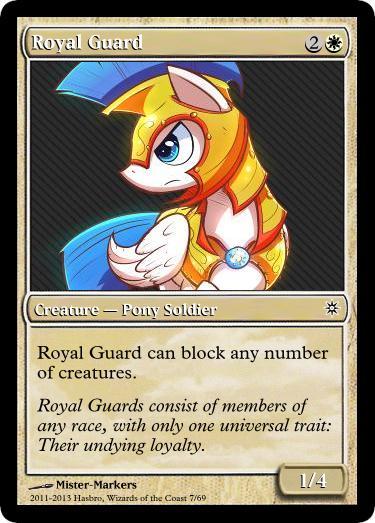 Royal Guard 2
Creature — Pony Soldier
Royal Guard can block any number
of creatures.
Royal Guards consist of members of
any race, with only one universal trait:
Their undying loyalty.
1/4
Mister-Markers
2011-2013 Hasbro, Wizards of the Coast 7/69